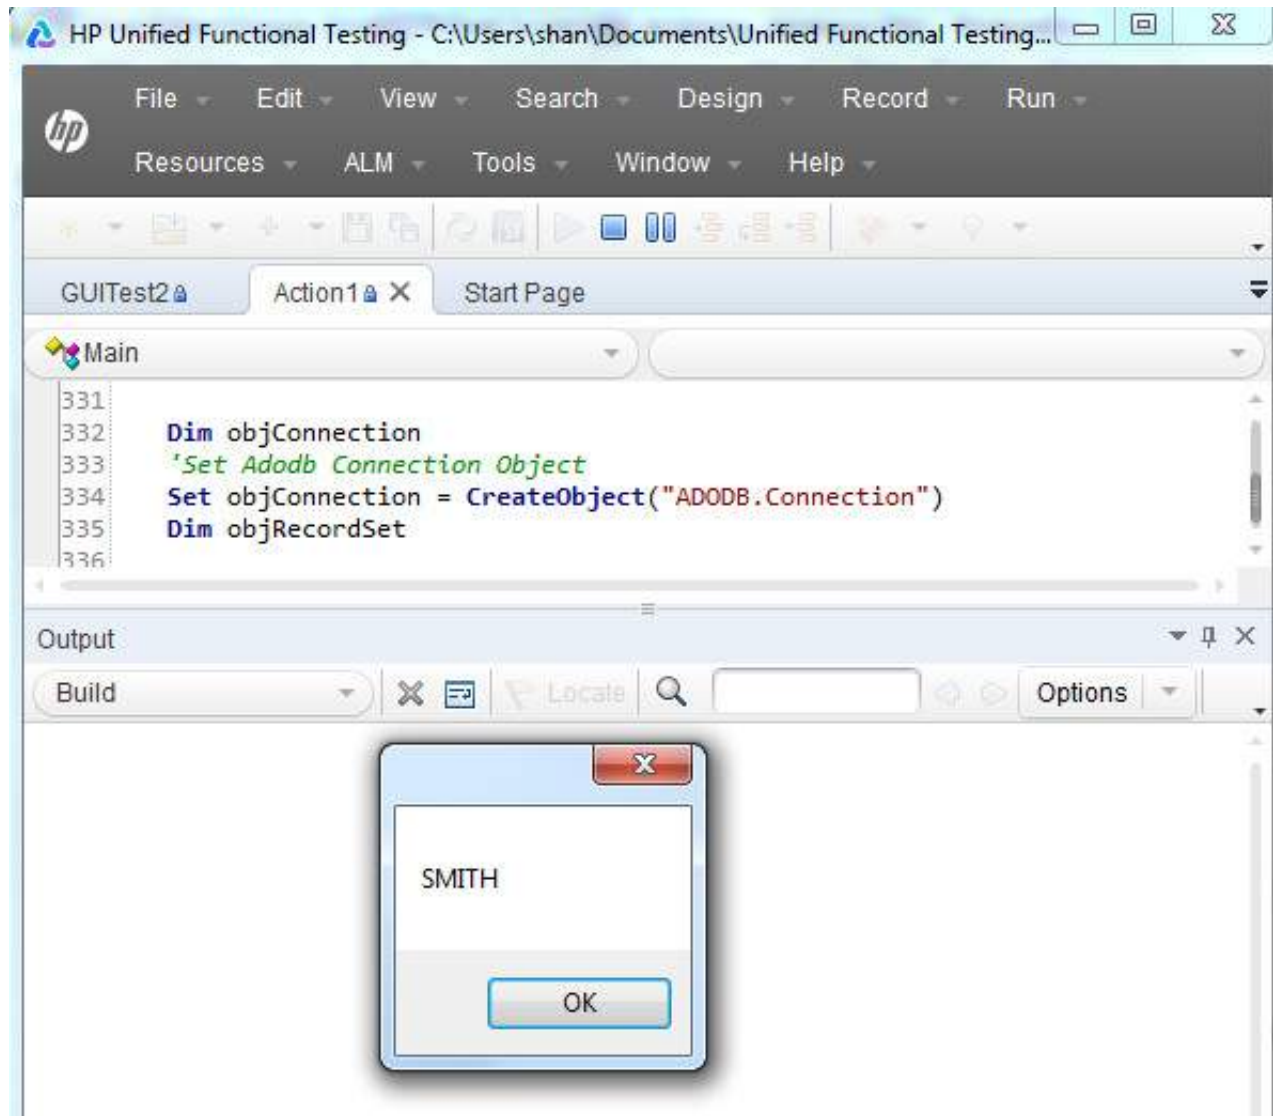 HP Unified Functional Testing - C:\Users\shan\Documents\Unified Functional Testing...
hp
File Edit View Search Design Record Run
Resources ALM Tools Window Help
GUITest2 Action1 Start Page
Main
331
332 Dim objConnection
333 'Set Adodb Connection Object
334 Set objConnection = CreateObject("ADODB.Connection")
335 Dim objRecordSet
336
Output
Build Locate Options
SMITH
OK